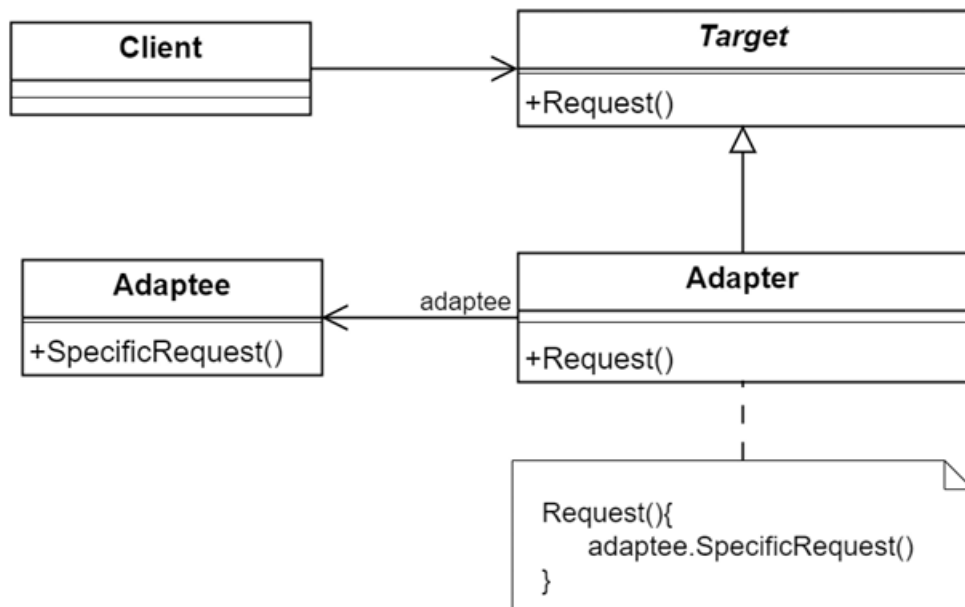 Client
Target
+Request()
Adaptee
+SpecificRequest()
adaptee
Adapter
+Request()
Request(){
adaptee.SpecificRequest()
}